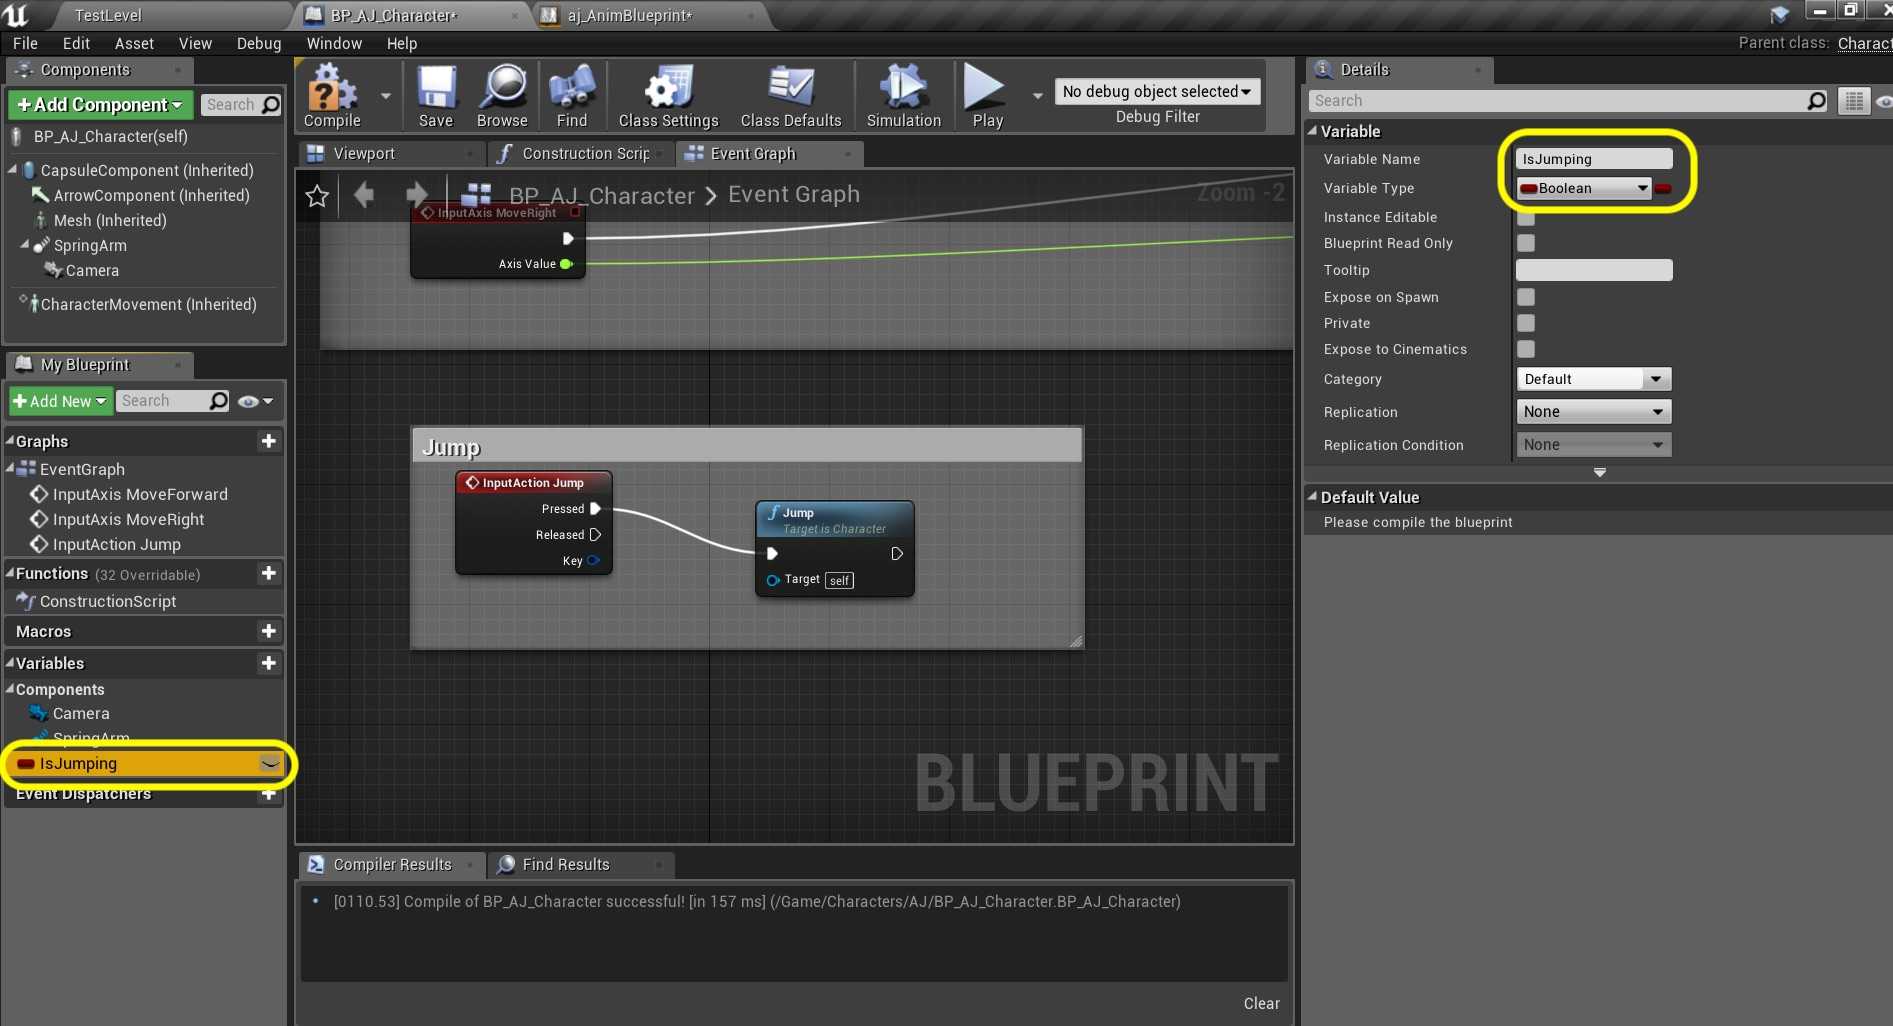 TestLevel
BP_AJ_Character*
aj_AnimBlueprint*
File Edit Asset View Debug Window Help
Parent class: Charact
Components
+Add Component
Search
BP_AJ_Character(self)
CapsuleComponent (Inherited)
ArrowComponent (Inherited)
Mesh (Inherited)
SpringArm
Camera
CharacterMovement (Inherited)
My Blueprint
+Add New
Search
Graphs
EventGraph
InputAxis MoveForward
InputAxis MoveRight
InputAction Jump
Functions (32 Overridable)
ConstructionScript
Macros
Variables
Components
Camera
SpringArm
IsJumping
Event Dispatchers
Compile
Save
Browse
Find
Class Settings
Class Defaults
Simulation
Play
No debug object selected
Debug Filter
Viewport
Construction Scrip
Event Graph
BP_AJ_Character > Event Graph
Zoom -2
InputAxis MoveRight
Axis Value
Jump
InputAction Jump
Pressed
Released
Key
f Jump
Target is Character
Target self
BLUEPRINT
Compiler Results
Find Results
[0110.53] Compile of BP_AJ_Character successful! [in 157 ms] (/Game/Characters/AJ/BP_AJ_Character.BP_AJ_Character)
Clear
Details
Search
Variable
Variable Name IsJumping
Variable Type Boolean
Instance Editable
Blueprint Read Only
Tooltip
Expose on Spawn
Private
Expose to Cinematics
Category Default
Replication None
Replication Condition None
Default Value
Please compile the blueprint